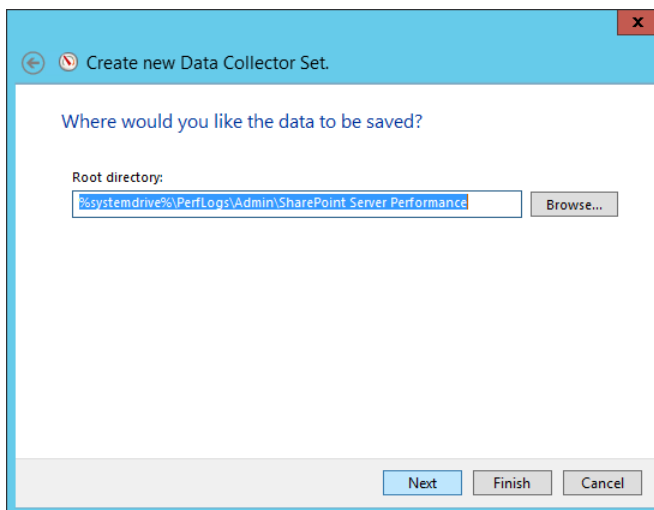 x
Create new Data Collector Set.
Where would you like the data to be saved?
Root directory:
%systemdrive%\PerfLogs\Admin\SharePoint Server Performance
Browse...
Next
Finish
Cancel